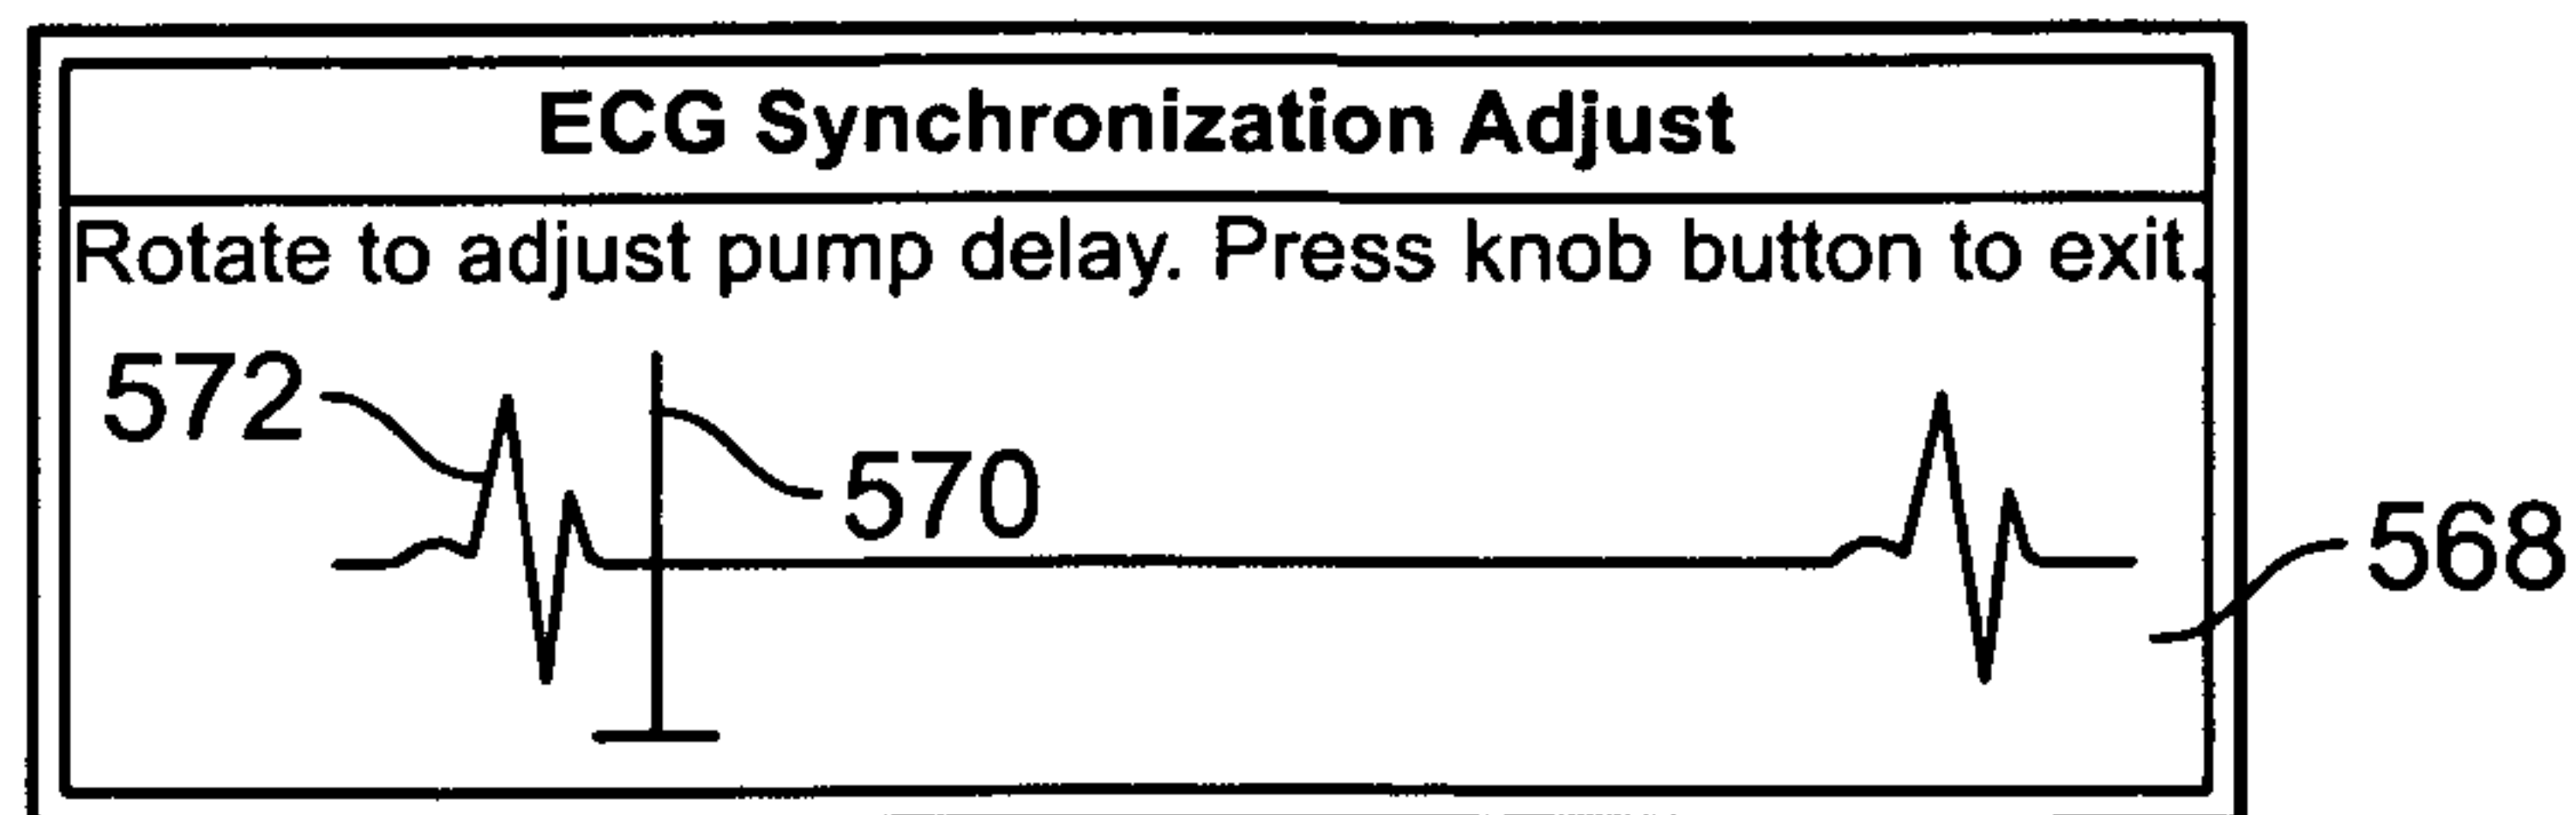 ECG Synchronization Adjust
Rotate to adjust pump delay. Press knob button to exit.
572
570
568